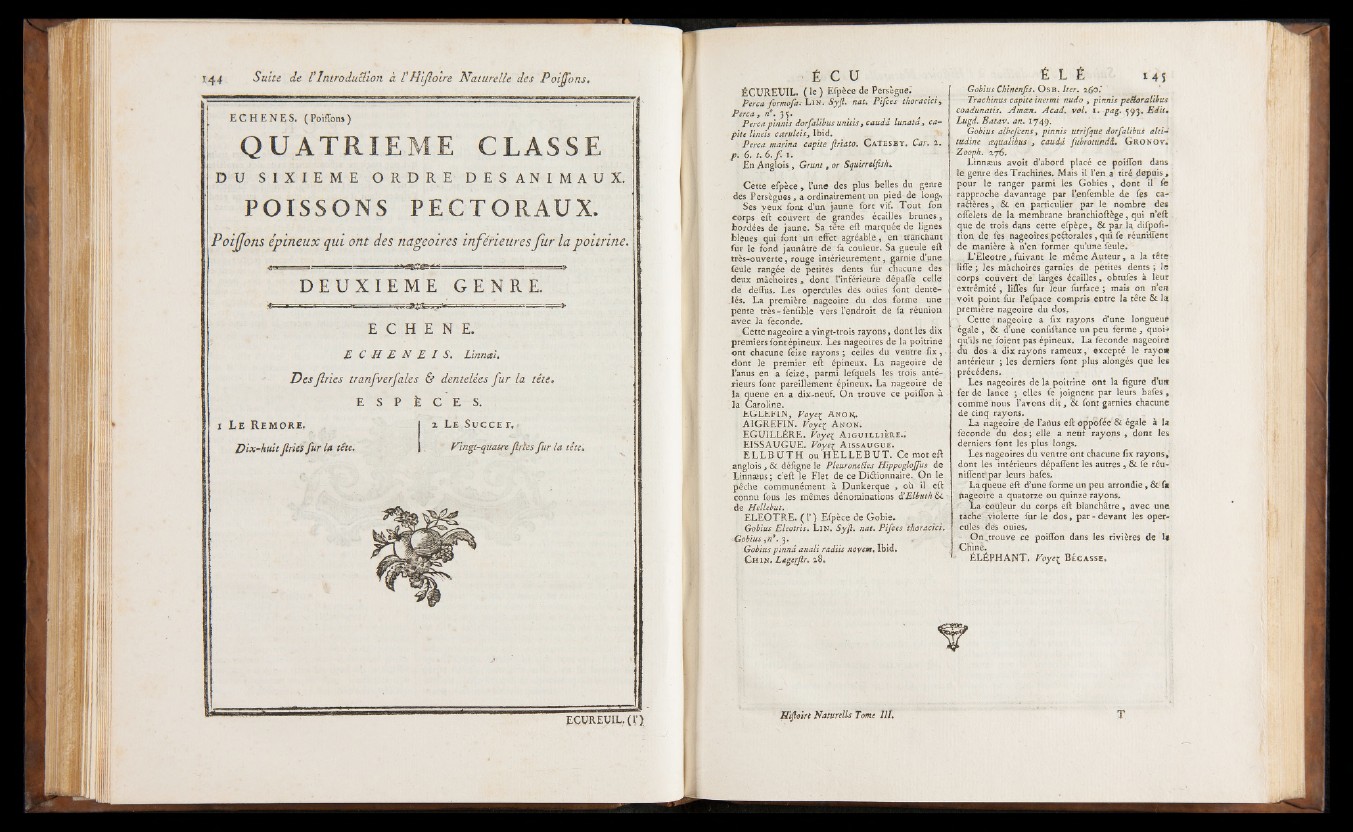 144 Suite de l'Introduction à l'Hiſtoire Naturelle des Poiſſons.
ECHENES. (Poiſſons)
QUATRIEME CLASSE
DU SIXIEME ORDRE DES ANIMAUX.
POISSONS PECTORAUX.
Poiſſons épineux qui ont des nageoires inférieures ſur la poitrine.
DEUXIEME GENRE.
ECHENE.
ECHENEIS. Linnæi.
Des ſtries tranſverſales & dentelées ſur la tête.
ESPÈCES.
1 LE REMORE.
Dix-huit ſtries ſur la tête.
2 LE SUCCET.
Vingt-quatre ſtries ſur la tête.
ECUREUIL. (l')
ÉCU
ÉCUREUIL. (le) Eſpèce de Persègue.
Perca formoſa. LIN. Syſt. nat. Piſces thoracici,
Perca, n°. 35.
Perca pinnis dorſalibus unitis, caudâ lunatâ, ca-
pite lineis cæruleis, Ibid.
Perca marina capite ſtriato. CATESBY. Car. 2.
p. 6. t. 6. f. 1.
En Anglois, Grunt, or Squirrelfish.
Cette eſpèce, l'une des plus belles du genre
des Persègues, a ordinairement un pied de long.
Ses yeux ſont d'un jaune fort vif. Tout ſon
corps eſt couvert de grandes écailles brunes,
bordées de jaune. Sa tête eſt marquée de lignes
bleues qui font un effet agréable, en tranchant
ſur le fond jaunâtre de ſa couleur. Sa gueule eſt
très-ouverte, rouge intérieurement, garnie d'une
ſeule rangée de petites dents ſur chacune des
deux mâchoires, dont l'inférieure dépaſſe celle
de deſſus. Les opercules des ouies ſont dente-
lés. La première nageoire du dos forme une
pente très-ſenſible vers l'endroit de ſa réunion
avec la ſeconde.
Cette nageoire a vingt-trois rayons, dont les dix
premiers ſont épineux. Les nageoires de la poitrine
ont chacune ſeize rayons; celles du ventre ſix,
dont le premier eſt épineux. La nageoire de
l'anus en a ſeize, parmi leſquels les trois anté-
rieurs ſont pareillement épineux. La nageoire de
la queue en a dix-neuf. On trouve ce poiſſon à
la Caroline.
EGLEFIN, Voyez ANON.
AIGREFIN. Voyez ANON.
EGUILLÈRE. Voyez AIGUILLIÈRE.
EISSAUGUE. Voyez AISSAUGUE.
ELLBUTH ou HELLEBUT. Ce mot eſt
anglois, & déſigne le Pleuronectes Hippogloſſus de
Linnæus; c'eſt le Flet de ce Dictionnaire. On le
pêche communément à Dunkerque, où il eſt
connu ſous les mêmes dénominations d'Elbuth &
de Hellebut.
ELEOTRE. (l') Eſpèce de Gobie.
Gobius Eleotris. LIN. Syſt. nat. Piſces thoracici.
Gobius, n°. 3.
Gobius pinnâ anali radiis novem. Ibid.
CHIN. Lagerſtr. 28.
ÉLÉ 145
Gobius Chinenſis. OSB. Iter. 260.
Trachinus capite inermi nudo, pinnis pectoralibus
coadunatis. Amæn. Acad. vol. 1. pag. 593. Edit.
Lugd. Batav. an. 1749.
Gobius albeſcens, pinnis utriſque dorſalibus alti-
tudine æqualibus, caudâ ſubrotundâ. GRONOV.
Zooph. 276.
Linnæus avoit d'abord placé ce poiſſon dans
le genre des Trachines. Mais il l'en a tiré depuis,
pour le ranger parmi les Gobies, dont il ſe
rapproche davantage par l'enſemble de ſes ca-
ractères, & en particulier par le nombre des
oſſelets de la membrane branchioſtège, qui n'eſt
que de trois dans cette eſpèce, & par la diſpoſi-
tion de ſes nageoires pectorales, qui ſe réuniſſent
de manière à n'en former qu'une ſeule.
L'Éleotre, ſuivant le même Auteur, a la tête
liſſe; les mâchoires garnies de petites dents; le
corps couvert de larges écailles, obtuſes à leur
extrémité, liſſes ſur leur ſurface; mais on n'en
voit point ſur l'eſpace compris entre la tête & la
première nageoire du dos.
Cette nageoire a ſix rayons d'une longueur
égale, & d'une conſiſtance un peu ferme, quoi-
qu'ils ne ſoient pas épineux. La ſeconde nageoire
du dos a dix rayons rameux, excepté le rayon
antérieur; les derniers ſont plus alongés que les
précédens.
Les nageoires de la poitrine ont la figure d'un
fer de lance; elles ſe joignent par leurs baſes,
comme nous l'avons dit, & ſont garnies chacune
de cinq rayons.
La nageoire de l'anus eſt oppoſée & égale à la
ſeconde du dos; elle a neuf rayons, dont les
derniers ſont les plus longs.
Les nageoires du ventre ont chacune ſix rayons,
dont les intérieurs dépaſſent les autres, & ſe réu-
niſſent par leurs baſes.
La queue eſt d'une forme un peu arrondie, & ſa
nageoire a quatorze ou quinze rayons.
La couleur du corps eſt blanchâtre, avec une
tache violette ſur le dos, par-devant les oper-
cules des ouies.
On trouve ce poiſſon dans les rivières de la
Chine.
ÉLÉPHANT. Voyez BÉCASSE.
Hiſtoire Naturelle Tome III. T